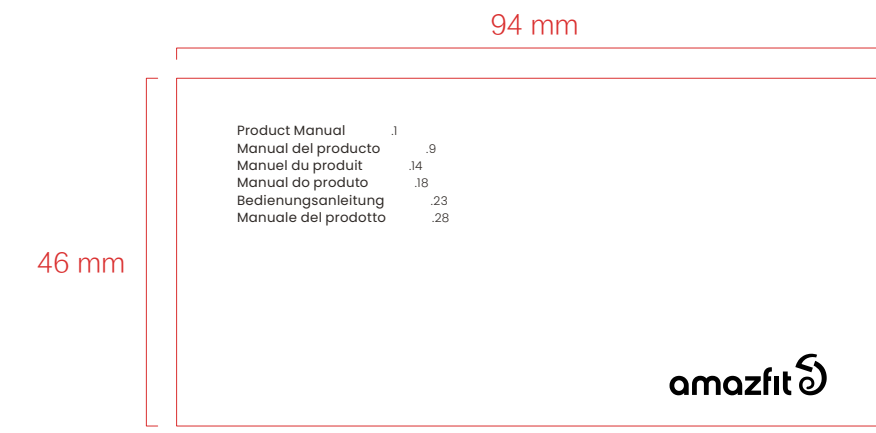 94 mm
Product Manual .1
Manual del producto .9
Manuel du produit .14
Manual do produto .18
Bedienungsanleitung .23
Manuale del prodotto .28
46 mm
amazfit